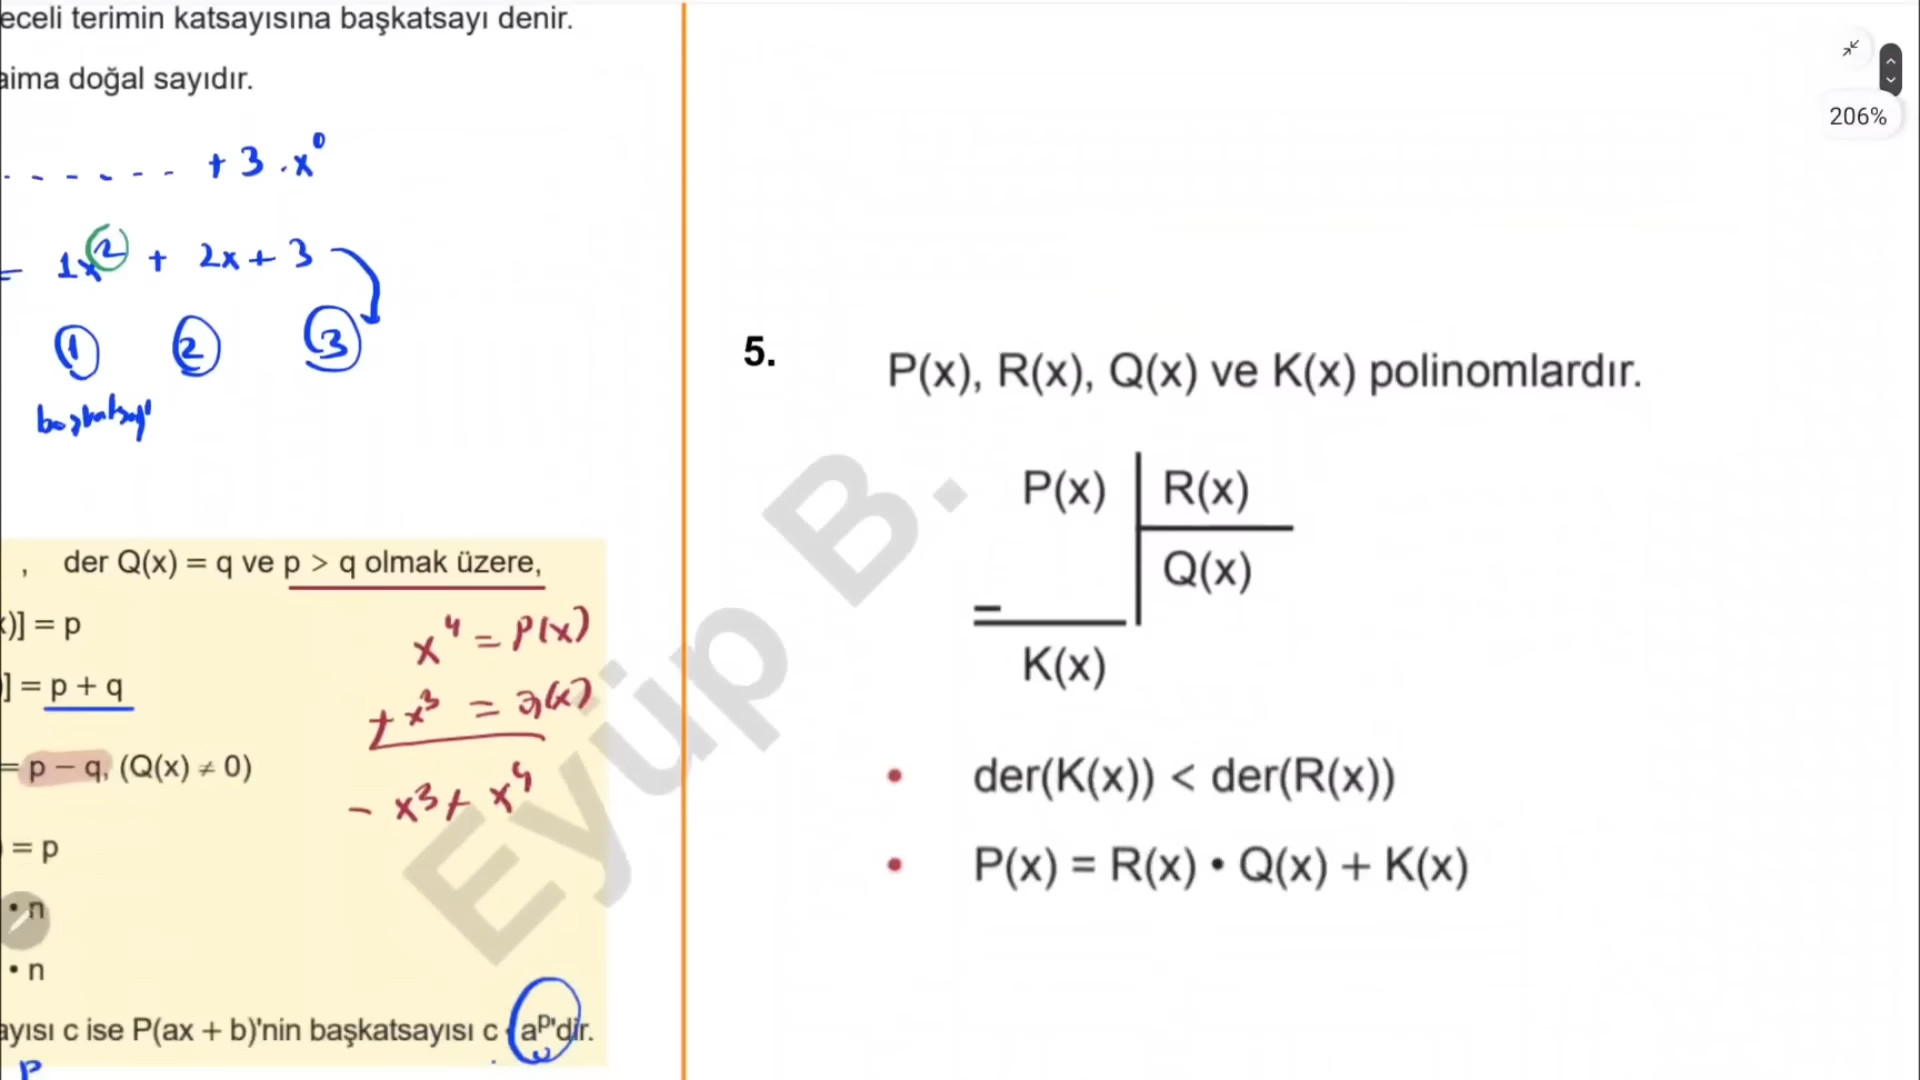 eceli terimin katsayısına başkatsayı denir.
aima doğal sayıdır.
. - - - - - + 3 . x⁰
= 1x² + 2x + 3
1 2 3
başkatsayı
, der Q(x) = q ve p > q olmak üzere,
x)] = p
)] = p + q
= p − q, (Q(x) ≠ 0)
) = p
• n
• n
ayısı c ise P(ax + b)'nin başkatsayısı c • aᵖ'dir.
P
x⁴ = P(x)
+ x³ = Q(x)
- x³ + x⁴
206%
5. P(x), R(x), Q(x) ve K(x) polinomlardır.
P(x) R(x)
Q(x)
K(x)
• der(K(x)) < der(R(x))
• P(x) = R(x) • Q(x) + K(x)
Eyüp B.